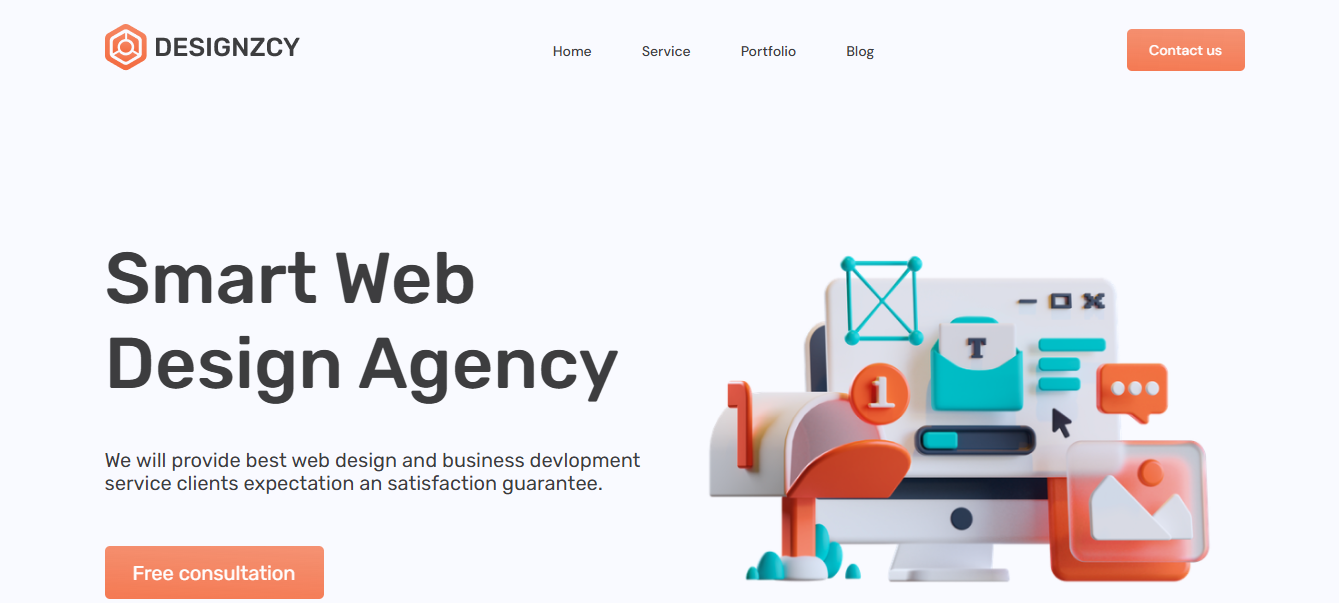 DESIGNZCY
Home
Service
Portfolio
Blog
Contact us
Smart Web
Design Agency
We will provide best web design and business devlopment
service clients expectation an satisfaction guarantee.
Free consultation
T
1